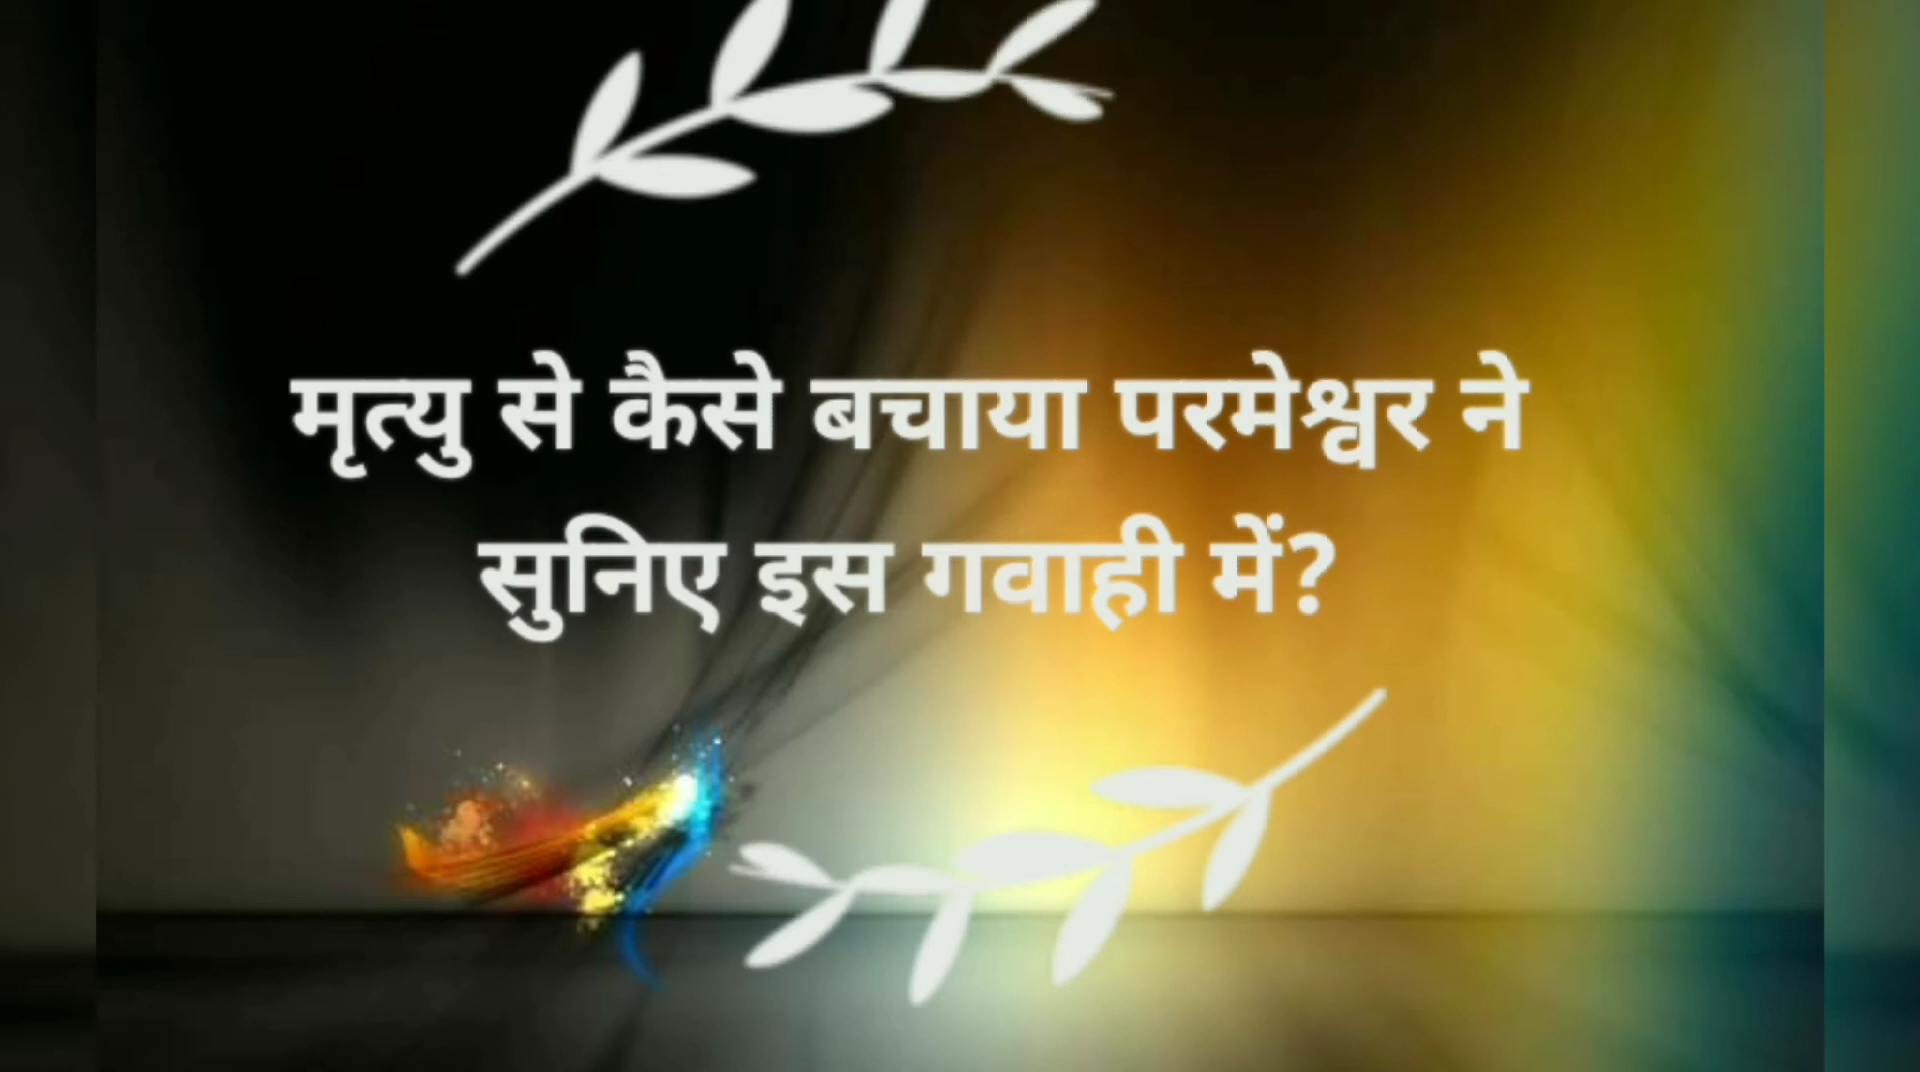 मृत्यु से कैसे बचाया परमेश्वर ने
सुनिए इस गवाही में?